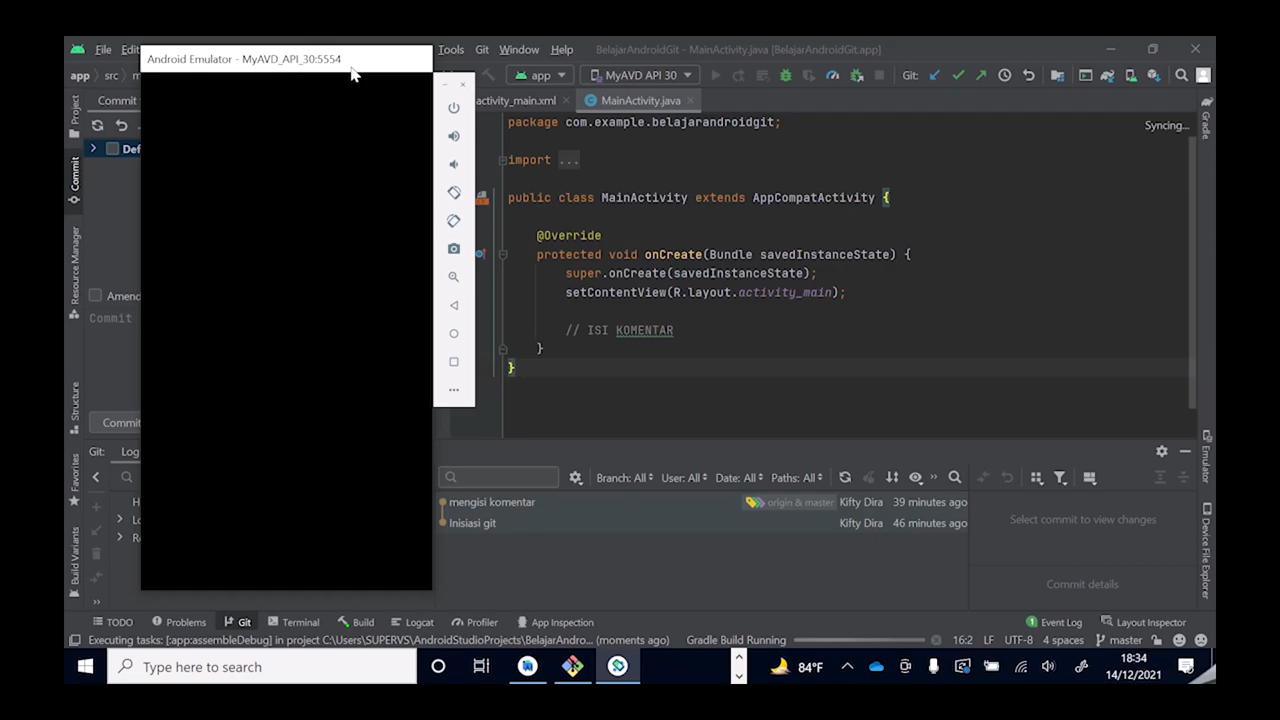 File Edi Tools Git Window Help BelajarAndroidGit - MainActivity.java [BelajarAndroidGit.app]
Android Emulator - MyAVD_API_30:5554
app src m app MyAVD API 30 Git:
Commit
activity_main.xml MainActivity.java
Project
Commit
Resource Manager
Structure
Favorites
Build Variants
Def
Amend
Commit
Commit
package com.example.belajarandroidgit;
Syncing...
import ...
public class MainActivity extends AppCompatActivity {
@Override
protected void onCreate(Bundle savedInstanceState) {
super.onCreate(savedInstanceState);
setContentView(R.layout.activity_main);
// ISI KOMENTAR
}
}
Gradle
Emulator
Device File Explorer
Git: Log
H
Lo
Re
Branch: All User: All Date: All Paths: All
mengisi komentar origin & master Kifty Dira 39 minutes ago
Inisiasi git Kifty Dira 46 minutes ago
Select commit to view changes
Commit details
TODO Problems Git Terminal Build Logcat Profiler App Inspection 1 Event Log Layout Inspector
Executing tasks: [:app:assembleDebug] in project C:\Users\SUPERVS\AndroidStudioProjects\BelajarAndro... (moments ago) Gradle Build Running 16:2 LF UTF-8 4 spaces master
Type here to search
84°F
18:34
14/12/2021